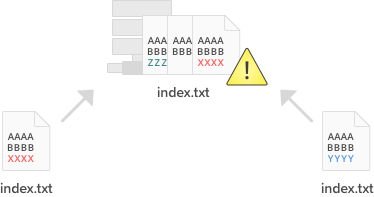 AAAA
BBBB
ZZZ
AAA
BBB
AAAA
BBBB
XXXX
!
index.txt
AAAA
BBBB
XXXX
index.txt
AAAA
BBBB
YYYY
index.txt